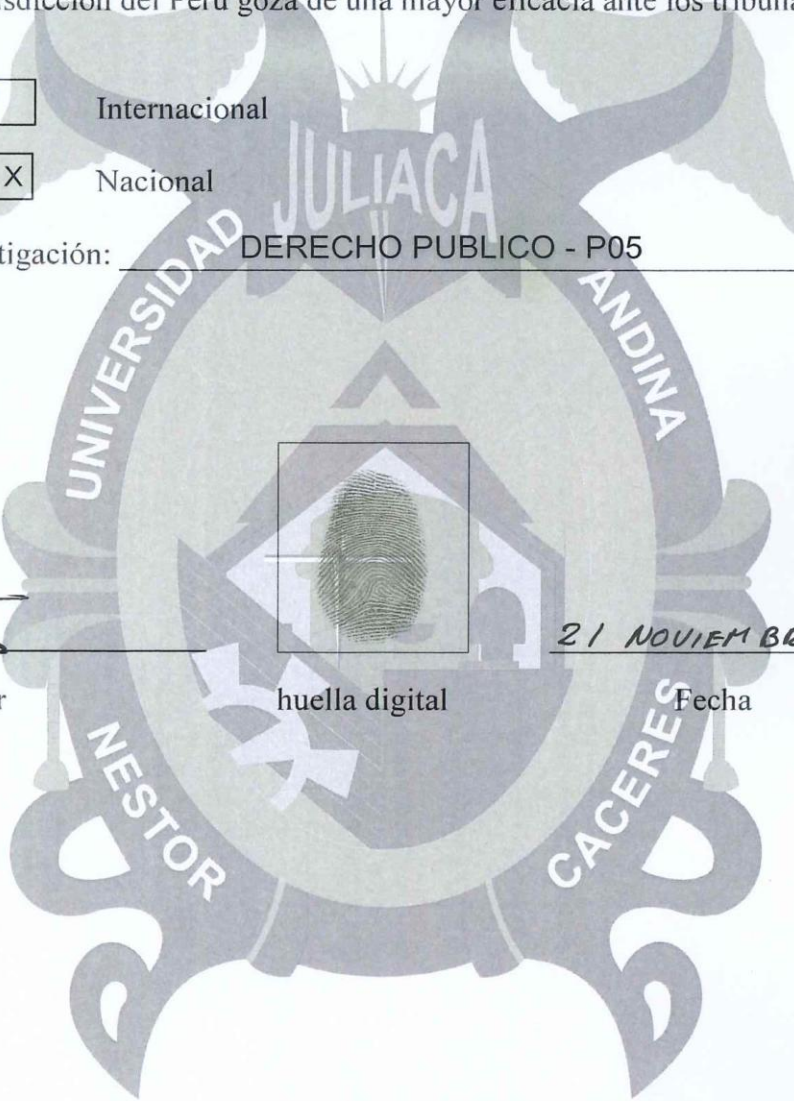 risdicción del Perú goza de una mayor eficacia ante los tribuna
Internacional
X Nacional
tigación: DERECHO PUBLICO - P05
JULIACA
UNIVERSIDAD
ANDINA
NESTOR
CACERES
21 NOVIEMBR
r huella digital Fecha